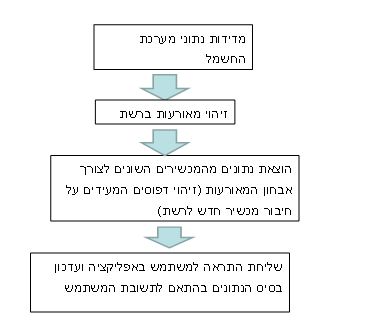 מדידות נתוני מערכת
החשמל
זיהוי מאורעות ברשת
הוצאת נתונים מהמכשירים השונים לצורך
אבחון המאורעות (זיהוי דפוסים המעידים על
חיבור מכשיר חדש לרשת)
שליחת התראה למשתמש באפליקציה ועדכון
בסיס הנתונים בהתאם לתשובת המשתמש